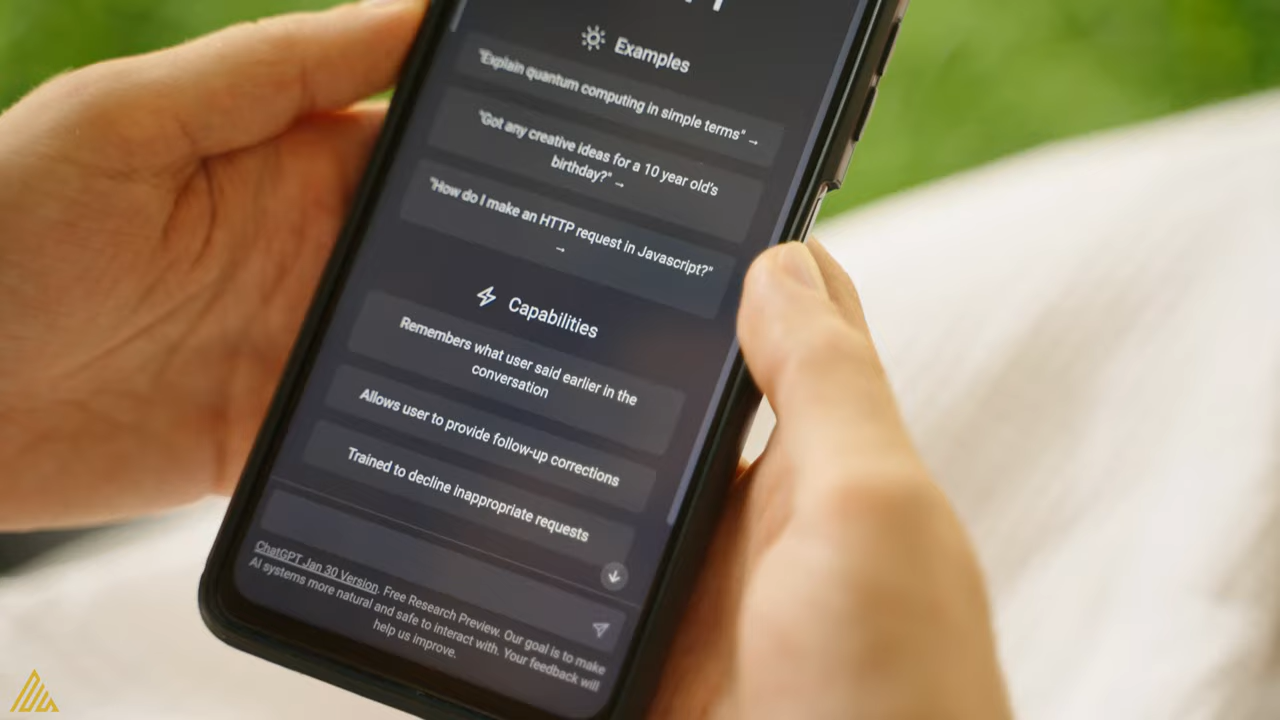 Examples
"Explain quantum computing in simple terms" →
"Got any creative ideas for a 10 year old's
birthday?" →
"How do I make an HTTP request in Javascript?"
→
Capabilities
Remembers what user said earlier in the
conversation
Allows user to provide follow-up corrections
Trained to decline inappropriate requests
ChatGPT Jan 30 Version. Free Research Preview. Our goal is to make
AI systems more natural and safe to interact with. Your feedback will
help us improve.